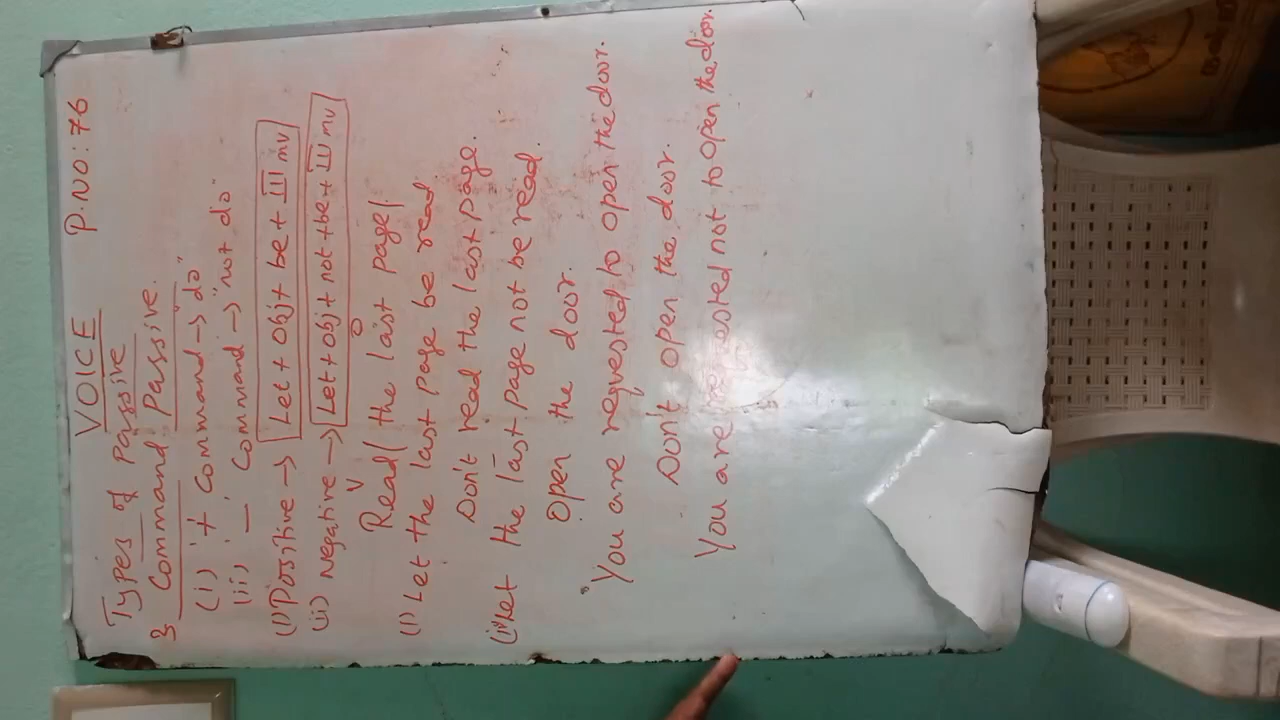 VOICE P.NO: 76
Types of Passive
3 Command Passive.
(i) '+' Command → "do"
(ii) – Command → "not do"
(i) Positive → Let + obj + be + III mv
(ii) Negative → Let + obj + not + be + III mv
Read / the last page /.
V O
(i) Let the last page be read
Don't read the last page.
(ii) Let the last page not be read.
Open the door.
You are requested to open the door.
Don't open the door.
You are requested not to open the door.